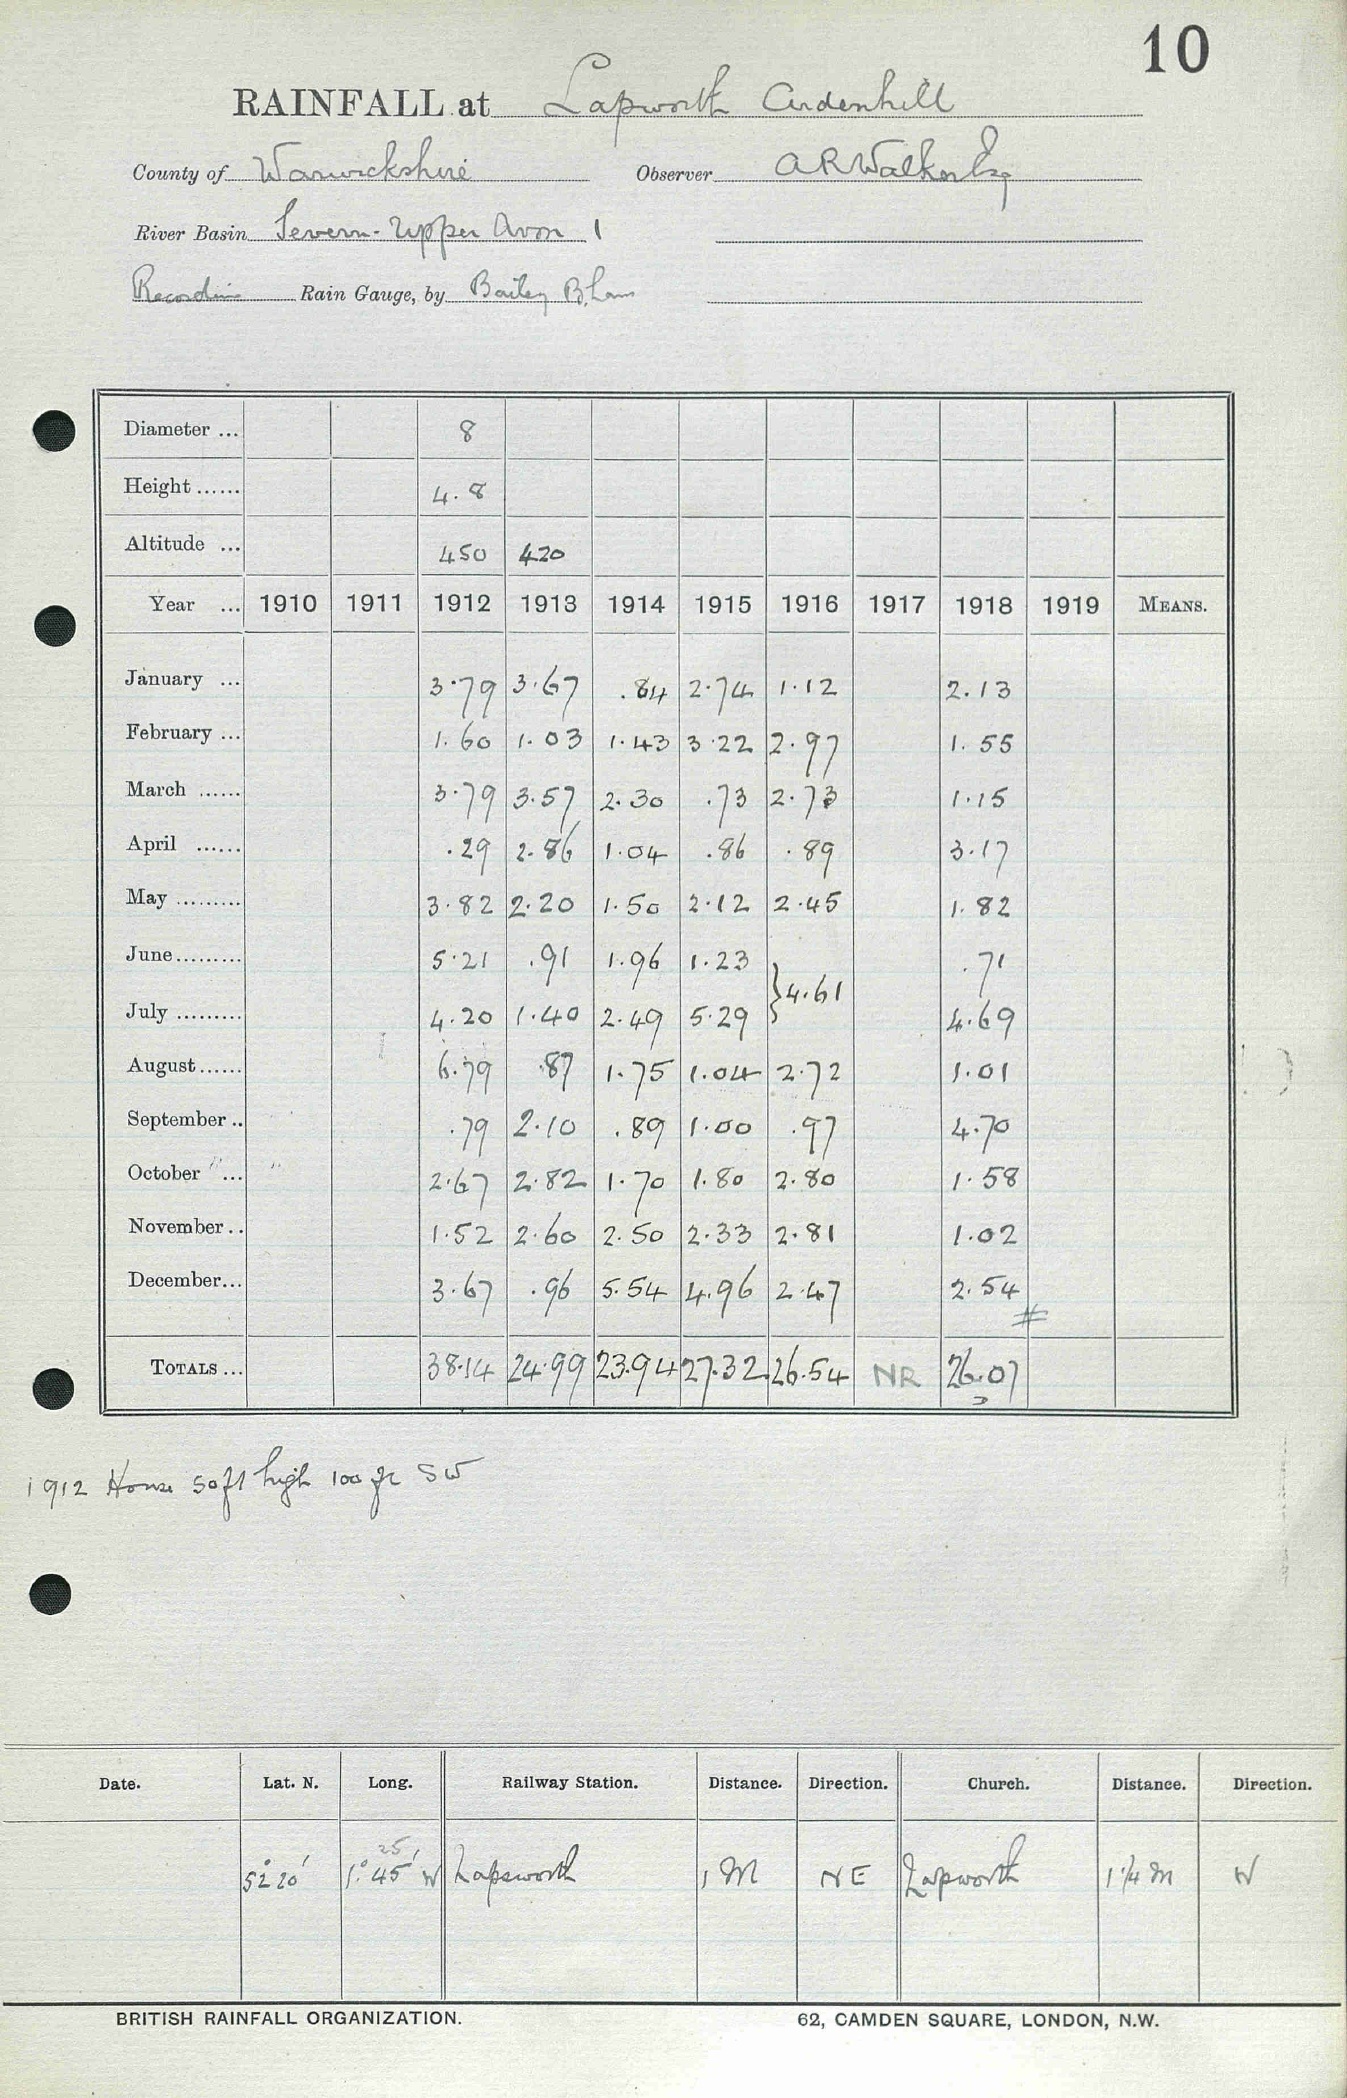 10
RAINFALL at Lapworth Ardenhill
County of Warwickshire Observer A R Walker Esq
River Basin Severn - Upper Avon 1
Recording Rain Gauge, by Bailey B'ham
Diameter ... 8
Height ...... 4.8
Altitude ... 450 420
Year ... 1910 1911 1912 1913 1914 1915 1916 1917 1918 1919 MEANS.
January ... 3.79 3.67 .84 2.74 1.12 2.13
February ... 1.60 1.03 1.43 3.22 2.97 1.55
March ...... 3.79 3.57 2.30 .73 2.73 1.15
April ...... .29 2.86 1.04 .86 .89 3.17
May ......... 3.82 2.20 1.50 2.12 2.45 1.82
June ......... 5.21 .91 1.96 1.23 .71
} 4.61
July ......... 4.20 1.40 2.49 5.29 4.69
August ...... 6.79 .87 1.75 1.04 2.72 1.01
September .. .79 2.10 .89 1.00 .97 4.70
October ... 2.67 2.82 1.70 1.80 2.80 1.58
November .. 1.52 2.60 2.50 2.33 2.81 1.02
December ... 3.67 .96 5.54 4.96 2.47 2.54
#
TOTALS ... 38.14 24.99 23.94 27.32 26.54 NR 26.07
1912 House 50ft high 100 ft SW
Date. Lat. N. Long. Railway Station. Distance. Direction. Church. Distance. Direction.
25
52° 20' 1° 45' W Lapworth 1 M NE Lapworth 1 1/4 M W
BRITISH RAINFALL ORGANIZATION. 62, CAMDEN SQUARE, LONDON, N.W.